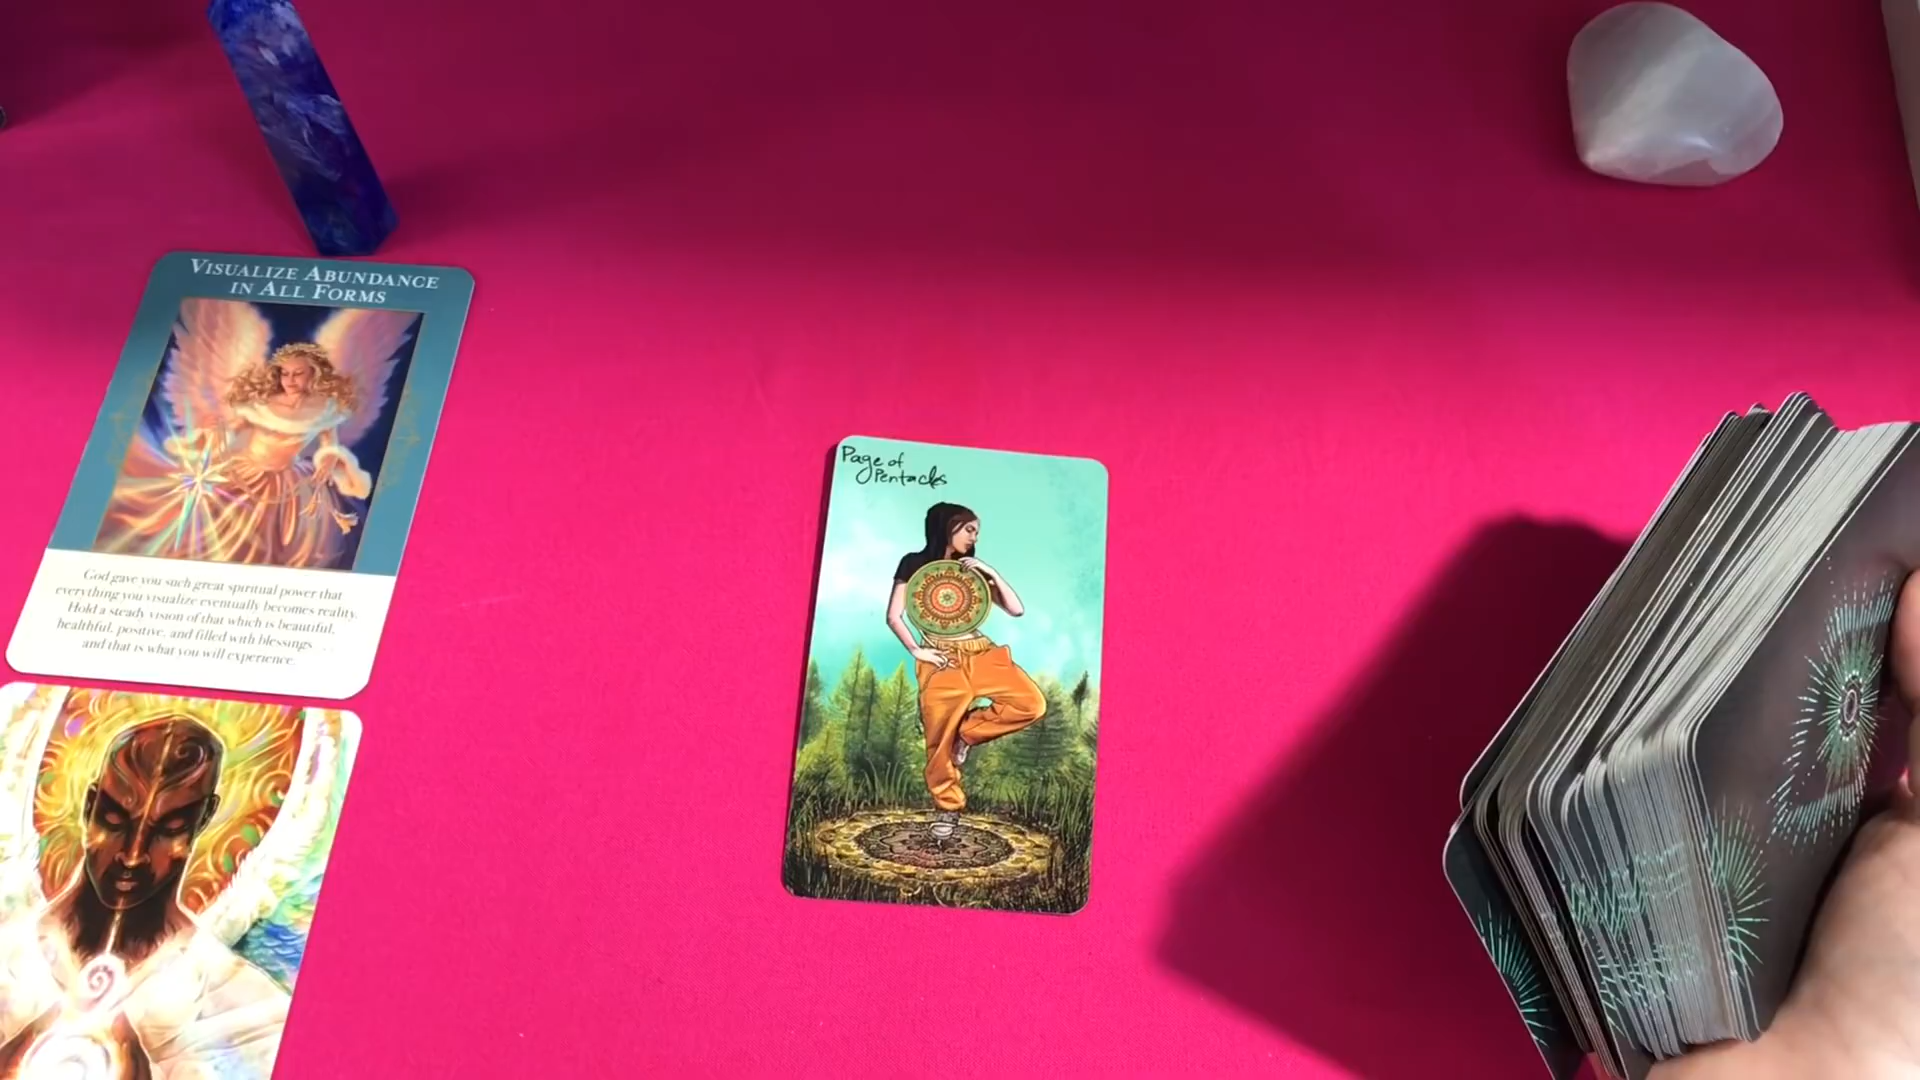 VISUALIZE ABUNDANCE
IN ALL FORMS
God gave you such great spiritual power that
everything you visualize eventually becomes reality.
Hold a steady vision of that which is beautiful,
healthful, positive, and filled with blessings . . .
and that is what you will experience.
Page of
Pentacles